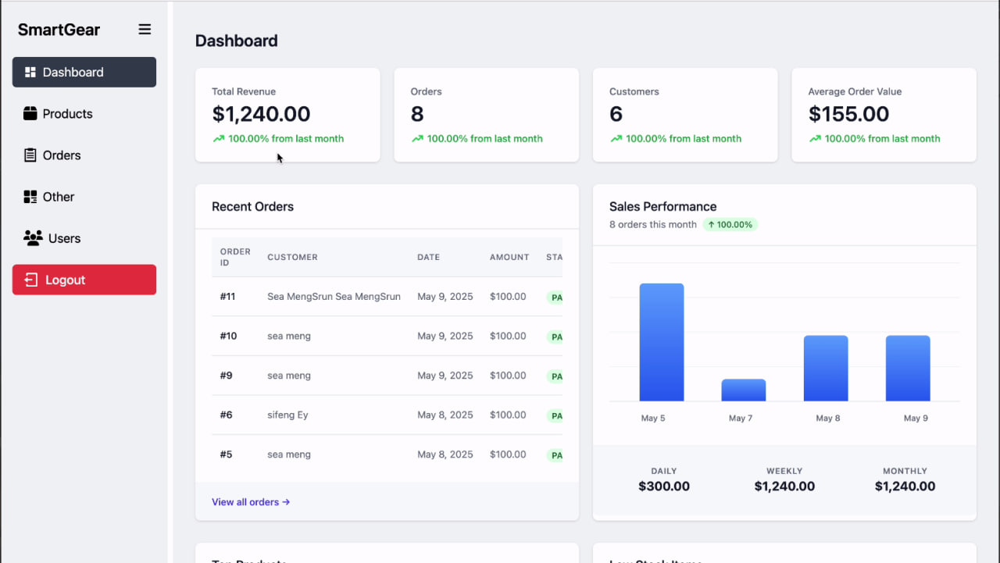 SmartGear
Dashboard
Products
Orders
Other
Users
Logout
Dashboard
Total Revenue
$1,240.00
100.00% from last month
Orders
8
100.00% from last month
Customers
6
100.00% from last month
Average Order Value
$155.00
100.00% from last month
Recent Orders
ORDER ID CUSTOMER DATE AMOUNT STA
#11 Sea MengSrun Sea MengSrun May 9, 2025 $100.00 PA
#10 sea meng May 9, 2025 $100.00 PA
#9 sea meng May 9, 2025 $100.00 PA
#6 sifeng Ey May 8, 2025 $100.00 PA
#5 sea meng May 8, 2025 $100.00 PA
View all orders →
Sales Performance
8 orders this month ↑ 100.00%
May 5 May 7 May 8 May 9
DAILY WEEKLY MONTHLY
$300.00 $1,240.00 $1,240.00